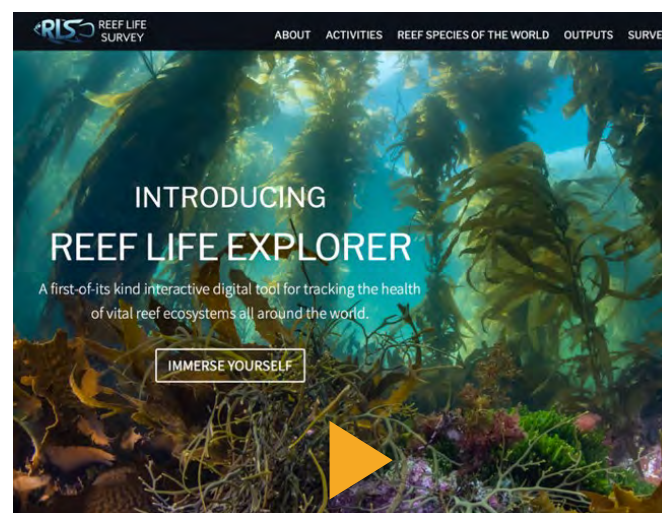 RLS REEF LIFE
SURVEY
ABOUT ACTIVITIES REEF SPECIES OF THE WORLD OUTPUTS SURVE
INTRODUCING
REEF LIFE EXPLORER
A first-of-its kind interactive digital tool for tracking the health
of vital reef ecosystems all around the world.
IMMERSE YOURSELF